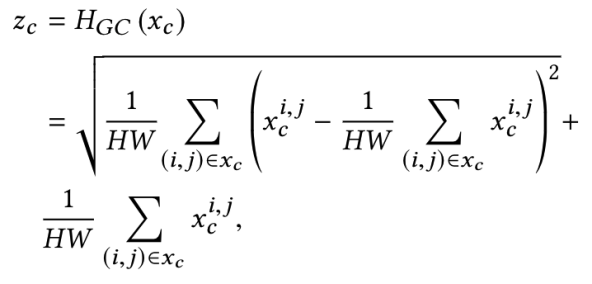 z_c = H_{GC} (x_c)
= \sqrt{\frac{1}{HW} \sum_{(i,j) \in x_c} \left( x_c^{i,j} - \frac{1}{HW} \sum_{(i,j) \in x_c} x_c^{i,j} \right)^2} +
\frac{1}{HW} \sum_{(i,j) \in x_c} x_c^{i,j},